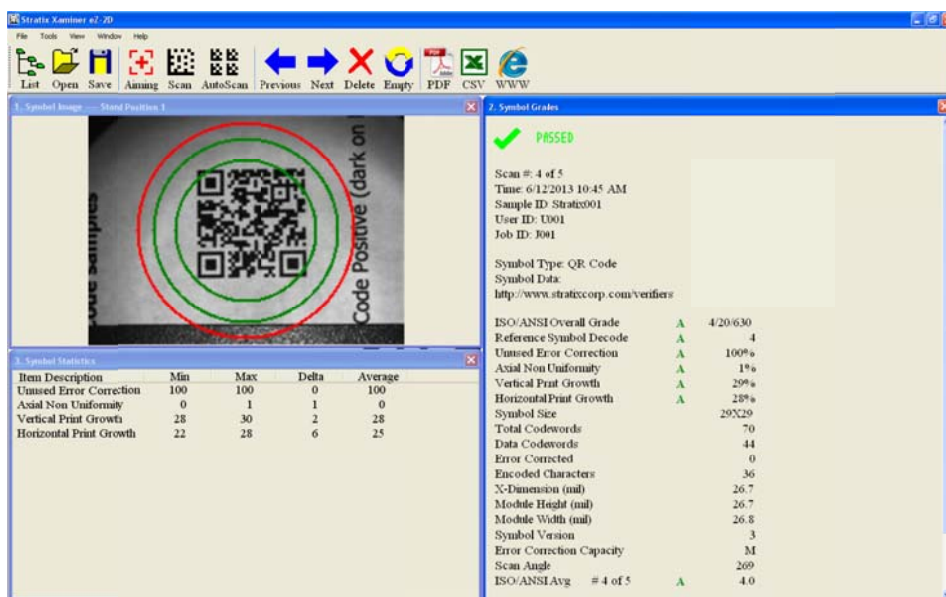 Stratix Xaminer eZ-2D
File Tools View Window Help
List Open Save Aiming Scan AutoScan Previous Next Delete Empty PDF CSV WWW
1. Symbol Image --- Stand Position 1
Code Positive (dark on
Code Samples
3. Symbol Statistics
Item Description Min Max Delta Average
Unused Error Correction 100 100 0 100
Axial Non Uniformity 0 1 1 0
Vertical Print Growth 28 30 2 28
Horizontal Print Growth 22 28 6 25
2. Symbol Grades
PASSED
Scan #: 4 of 5
Time: 6/12/2013 10:45 AM
Sample ID Stratix001
User ID: U001
Job ID: J001
Symbol Type: QR Code
Symbol Data:
http://www.stratixcorp.com/verifiers
ISO/ANSI Overall Grade A 4/20/630
Reference Symbol Decode A 4
Unused Error Correction A 100%
Axial Non Uniformity A 1%
Vertical Print Growth A 29%
Horizontal Print Growth A 28%
Symbol Size 29X29
Total Codewords 70
Data Codewords 44
Error Corrected 0
Encoded Characters 36
X-Dimension (mil) 26.7
Module Height (mil) 26.7
Module Width (mil) 26.8
Symbol Version 3
Error Correction Capacity M
Scan Angle 269
ISO/ANSI Avg # 4 of 5 A 4.0